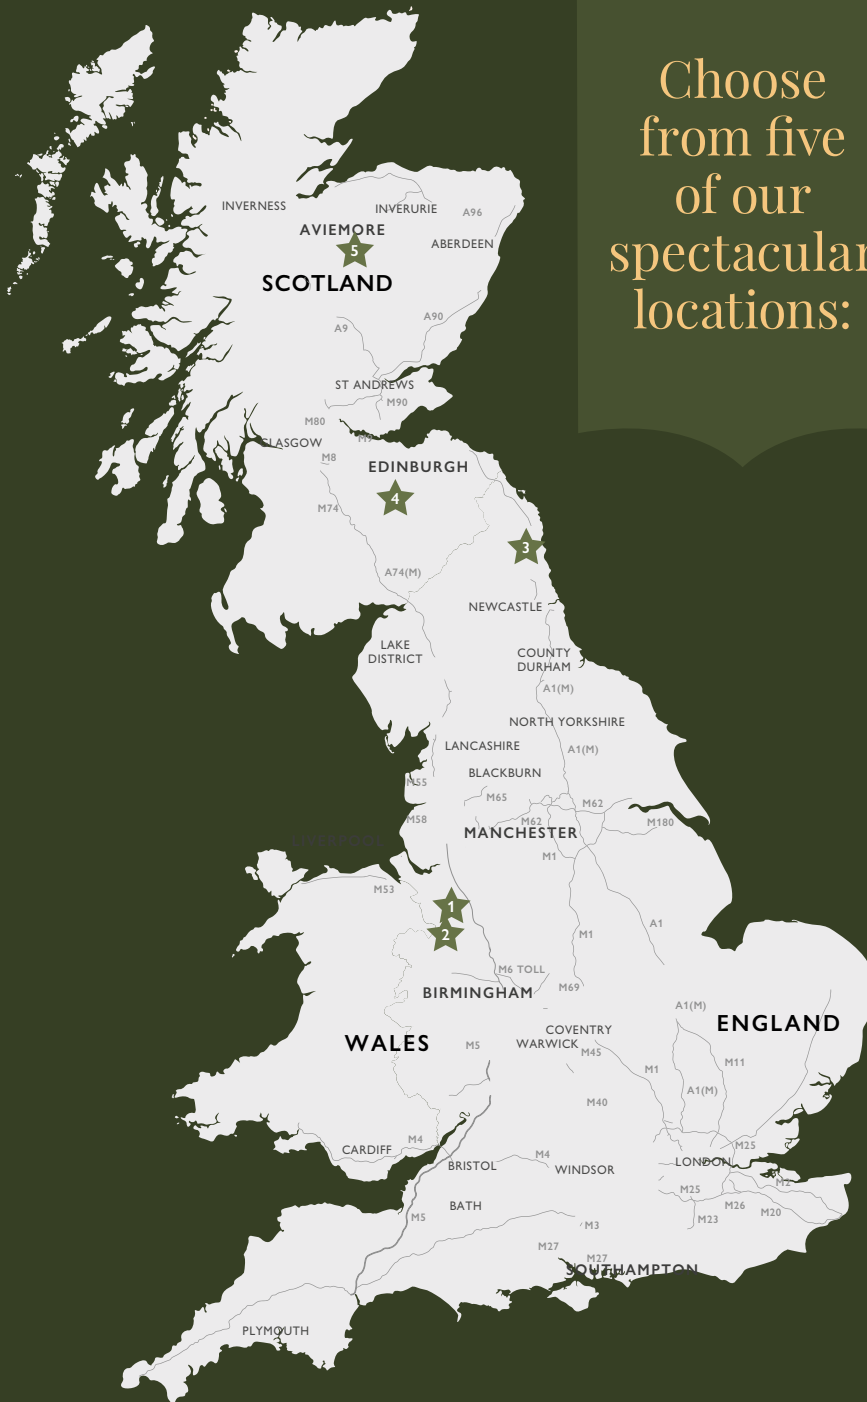 Choose
from five
of our
spectacular
locations:
INVERNESS
INVERURIE
A96
AVIEMORE
ABERDEEN
5
SCOTLAND
A90
A9
ST ANDREWS
M90
M80
M9
GLASGOW
M8
EDINBURGH
4
M74
3
A74(M)
NEWCASTLE
LAKE
DISTRICT
COUNTY
DURHAM
A1(M)
NORTH YORKSHIRE
LANCASHIRE
A1(M)
BLACKBURN
M55
M65
M62
M58
M62
M180
MANCHESTER
LIVERPOOL
M1
M53
1
A1
2
M1
M6 TOLL
M69
BIRMINGHAM
A1(M)
ENGLAND
COVENTRY
WALES
M5
WARWICK
M45
M11
M1
A1(M)
M40
M4
M25
CARDIFF
M4
LONDON
BRISTOL
WINDSOR
M2
M25
BATH
M26
M20
M5
M23
M3
M27
M27
SOUTHAMPTON
PLYMOUTH